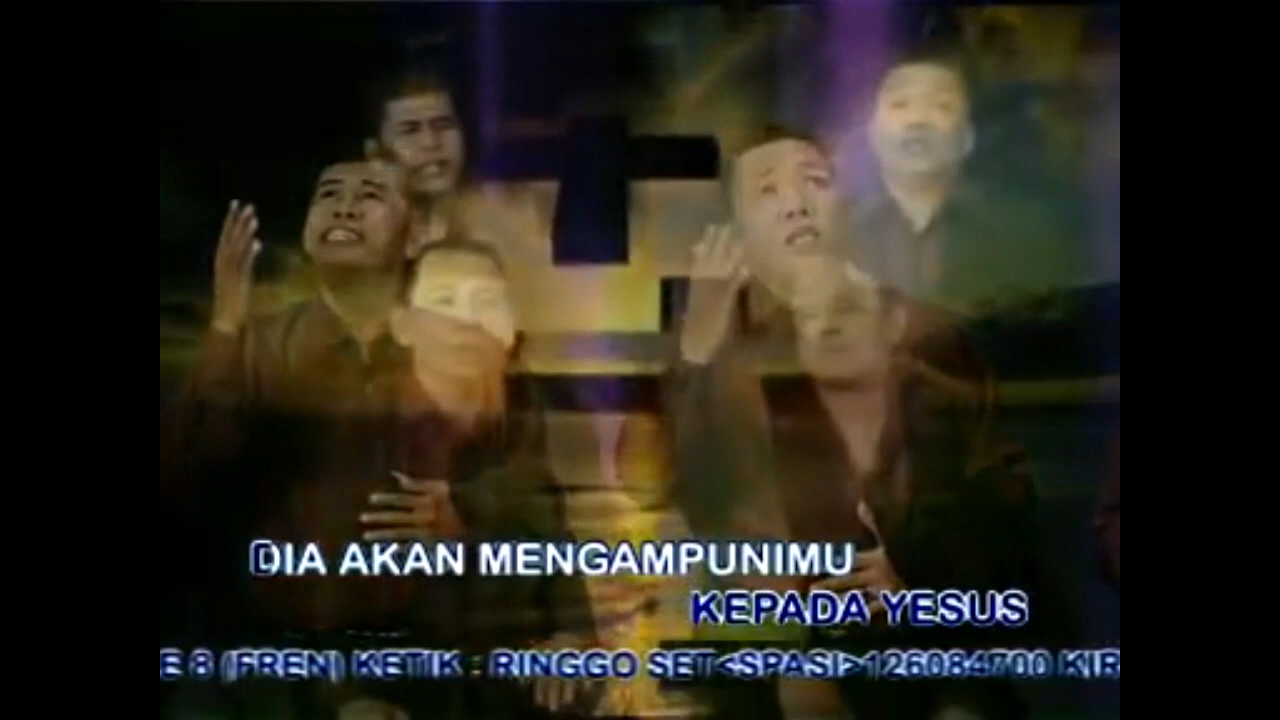 DIA AKAN MENGAMPUNIMU
KEPADA YESUS
E 8 (FREN) KETIK : RINGGO SET<SPASI>126084700 KIR